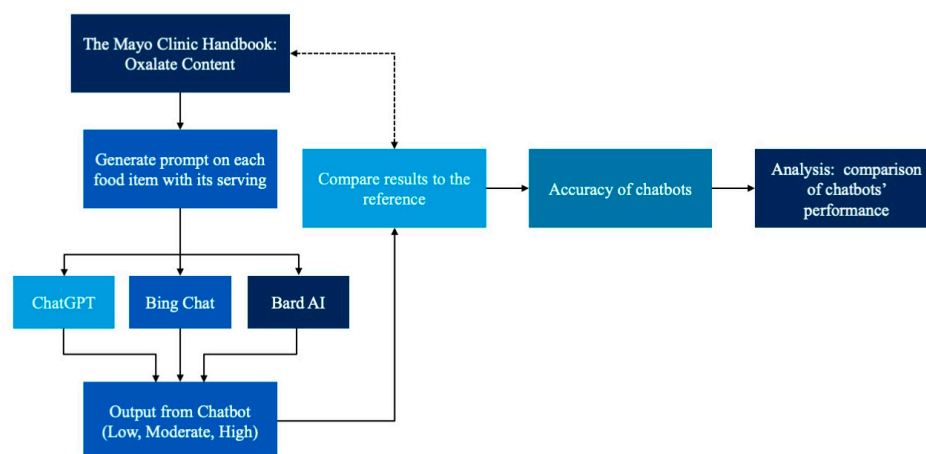 The Mayo Clinic Handbook:
Oxalate Content
Generate prompt on each
food item with its serving
ChatGPT
Bing Chat
Bard AI
Output from Chatbot
(Low, Moderate, High)
Compare results to the
reference
Accuracy of chatbots
Analysis: comparison
of chatbots'
performance